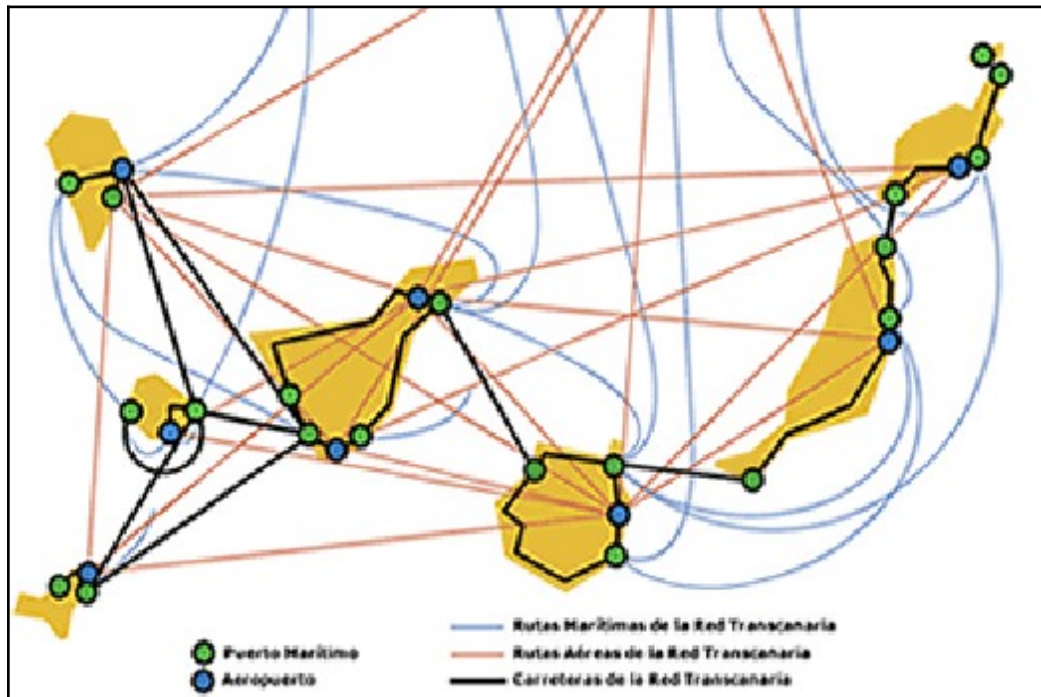 Rutas Marítimas de la Red Transcanaria
Puerto Marítimo
Rutas Aéreas de la Red Transcanaria
Aeropuerto
Carreteras de la Red Transcanaria